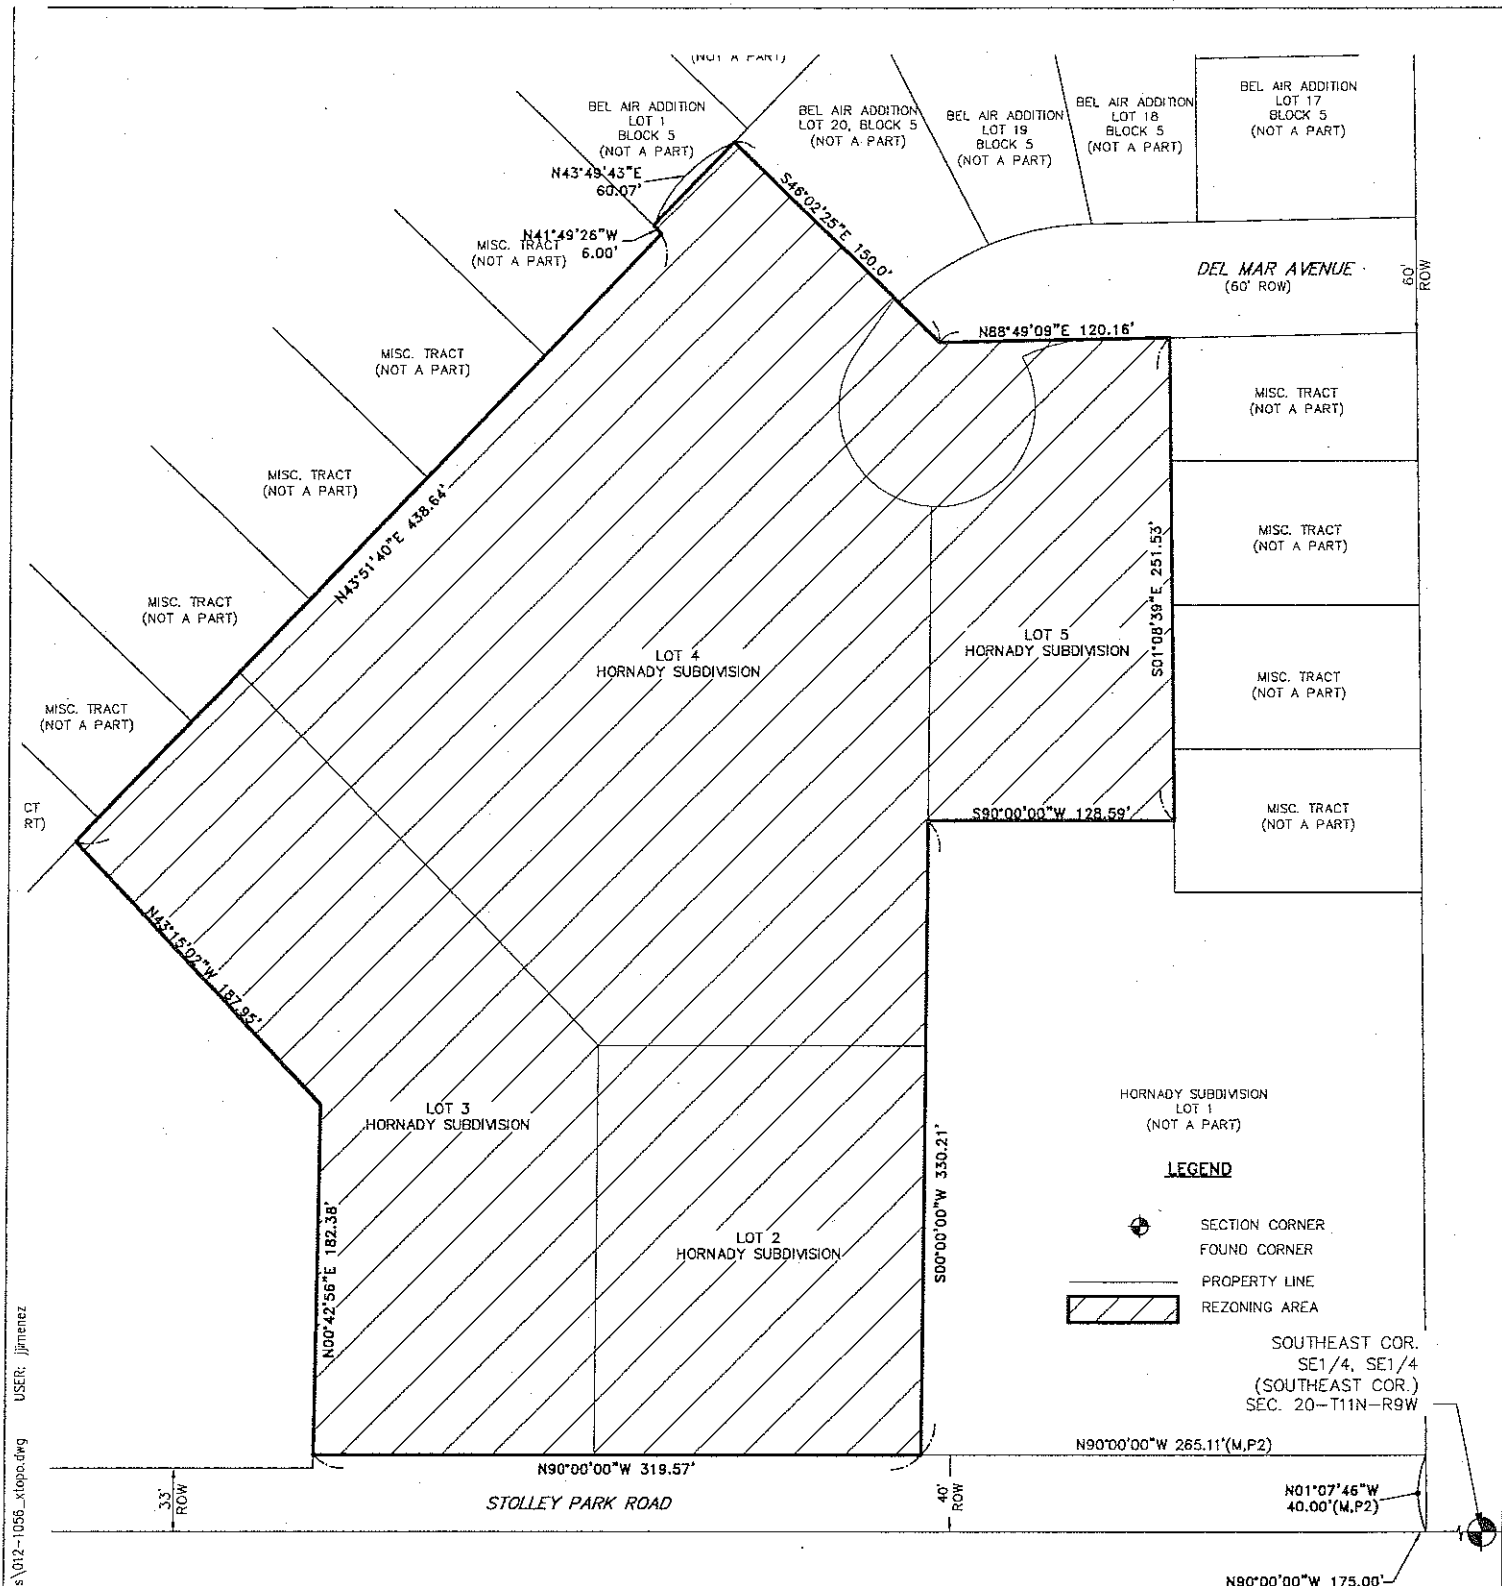 (NOT A PART)
BEL AIR ADDITION
LOT 1
BLOCK 5
(NOT A PART)
BEL AIR ADDITION
LOT 20, BLOCK 5
(NOT A PART)
BEL AIR ADDITION
LOT 19
BLOCK 5
(NOT A PART)
BEL AIR ADDITION
LOT 18
BLOCK 5
(NOT A PART)
BEL AIR ADDITION
LOT 17
BLOCK 5
(NOT A PART)
N43°49'43"E
60.07'
N41°49'28"W
6.00'
MISC. TRACT
(NOT A PART)
S46°02'25"E 150.0'
DEL MAR AVENUE
(60' ROW)
60'
ROW
N88°49'09"E 120.16'
MISC. TRACT
(NOT A PART)
MISC. TRACT
(NOT A PART)
MISC. TRACT
(NOT A PART)
N43°51'40"E 438.64'
MISC. TRACT
(NOT A PART)
S01°08'39"E 251.53'
MISC. TRACT
(NOT A PART)
LOT 4
HORNADY SUBDIVISION
LOT 5
HORNADY SUBDIVISION
MISC. TRACT
(NOT A PART)
MISC. TRACT
(NOT A PART)
CT
RT)
S90°00'00"W 128.59'
MISC. TRACT
(NOT A PART)
N43°15'02"W 187.95'
LOT 3
HORNADY SUBDIVISION
HORNADY SUBDIVISION
LOT 1
(NOT A PART)
S00°00'00"W 330.21'
LEGEND
SECTION CORNER
FOUND CORNER
PROPERTY LINE
REZONING AREA
N00°42'56"E 182.38'
LOT 2
HORNADY SUBDIVISION
SOUTHEAST COR.
SE1/4, SE1/4
(SOUTHEAST COR.)
SEC. 20-T11N-R9W
N90°00'00"W 265.11'(M,P2)
N90°00'00"W 319.57'
33'
ROW
STOLLEY PARK ROAD
40'
ROW
N01°07'46"W
40.00'(M,P2)
N90°00'00"W 175.00'
s\012-1056_xtopo.dwg USER: jjimenez